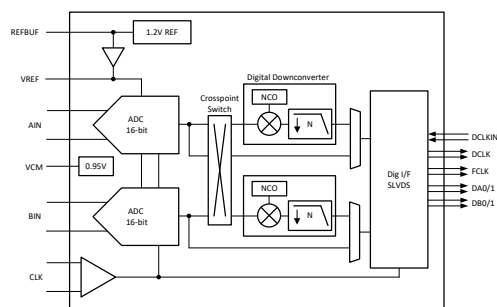 REFBUF
1.2V REF
VREF
Digital Downconverter
Crosspoint
Switch
NCO
N
ADC
16-bit
AIN
VCM
0.95V
DCLKIN
DCLK
FCLK
DA0/1
DB0/1
Dig I/F
SLVDS
NCO
N
ADC
16-bit
BIN
CLK